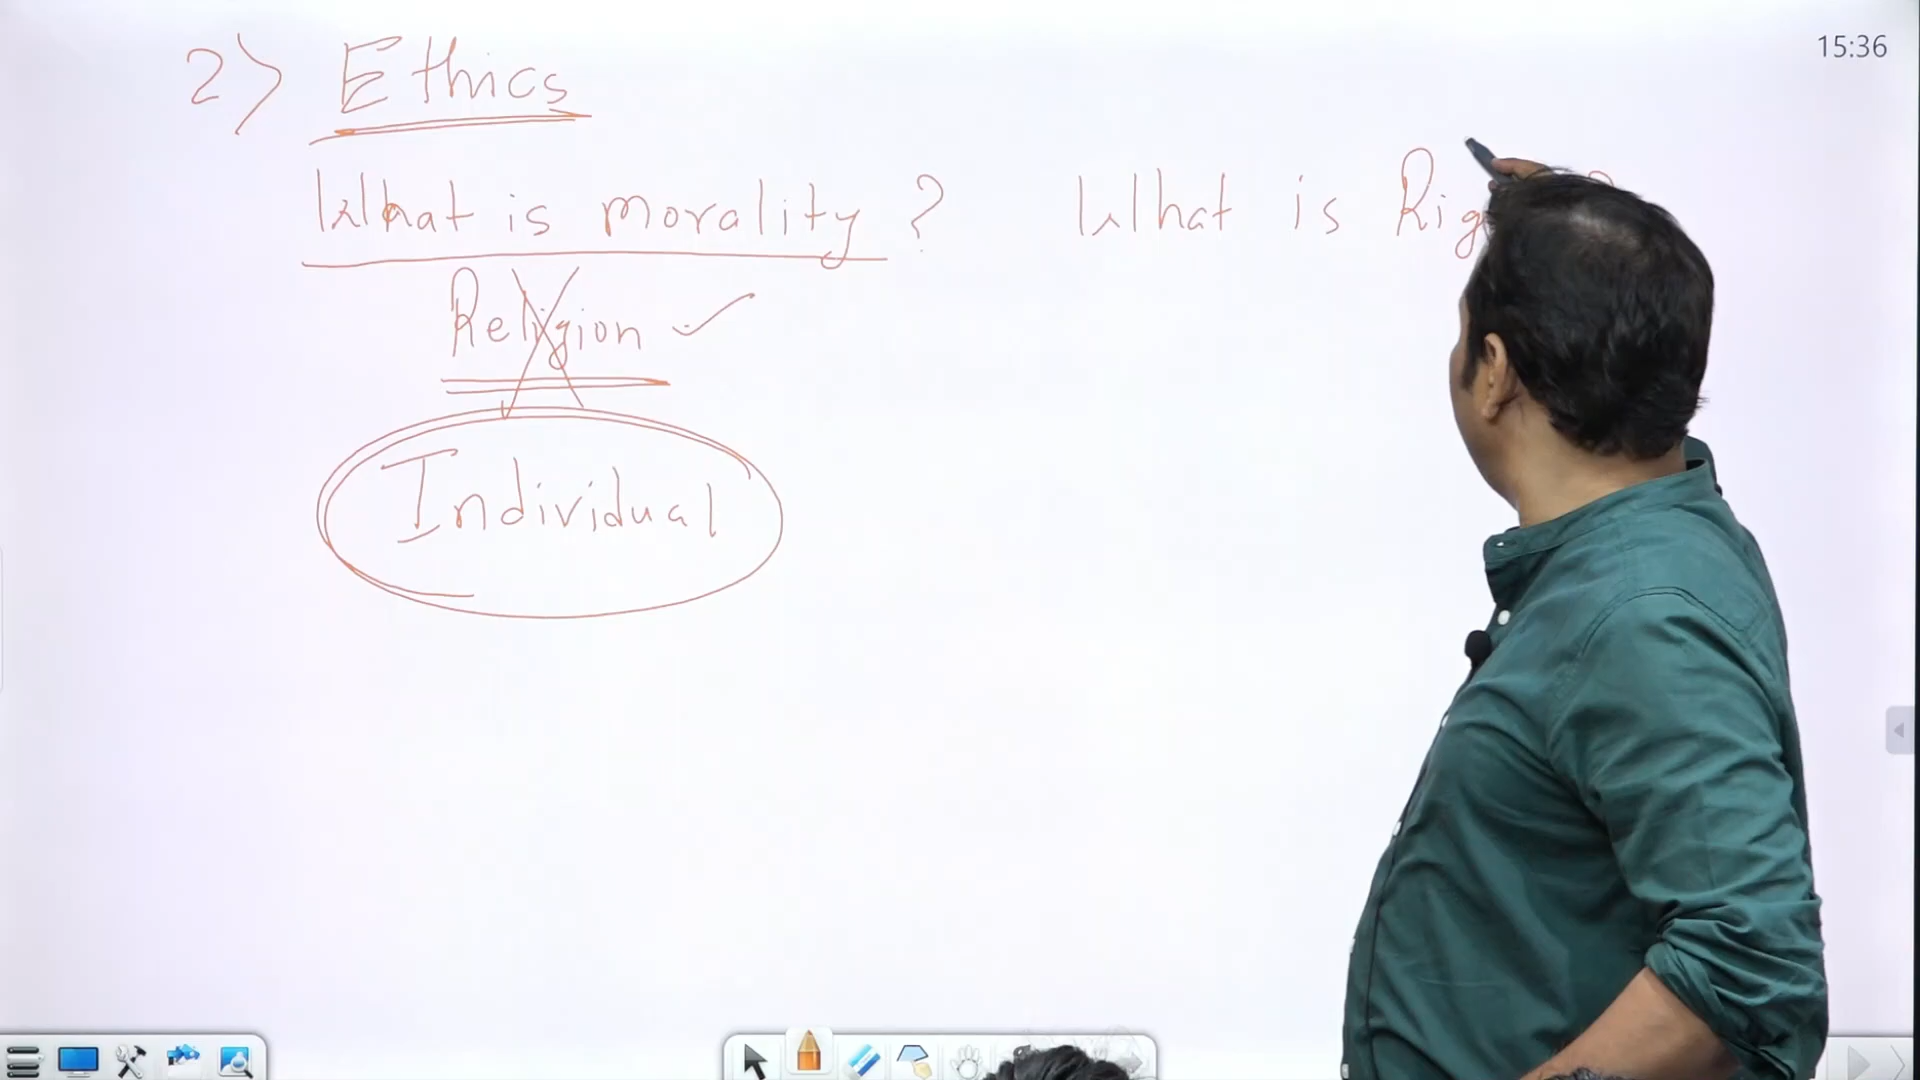 15:36
2) Ethics
What is morality ? What is
Religion
Individual